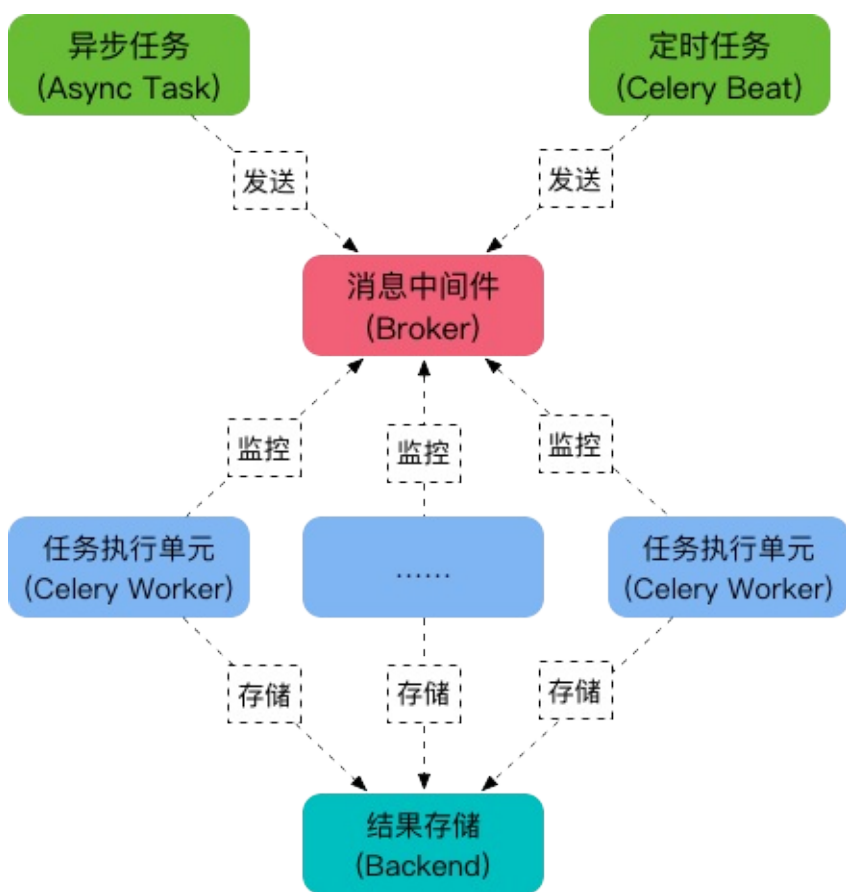 异步任务
(Async Task)
定时任务
(Celery Beat)
发送
发送
消息中间件
(Broker)
监控
监控
监控
任务执行单元
(Celery Worker)
......
任务执行单元
(Celery Worker)
存储
存储
存储
结果存储
(Backend)